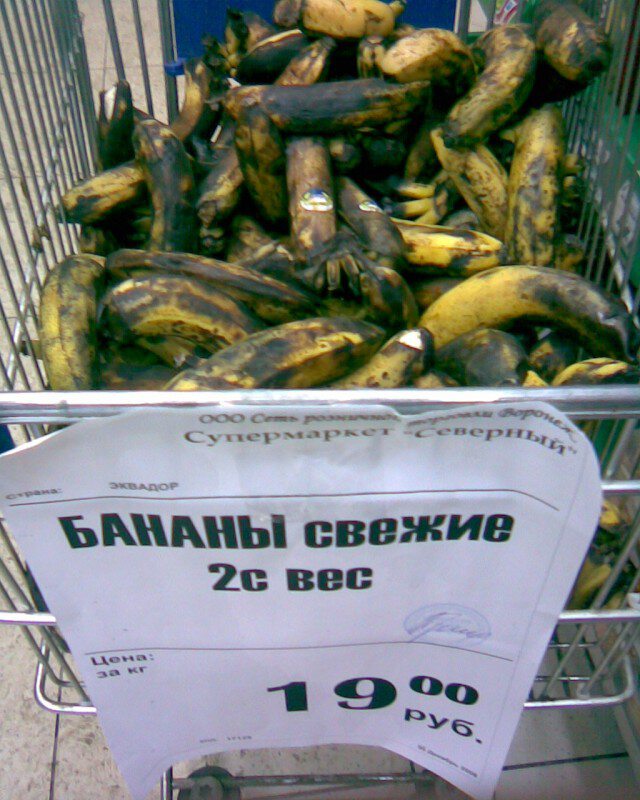 ООО Сеть розничной торговли Воронеж
Супермаркет "Северный"
Страна: ЭКВАДОР
БАНАНЫ свежие
2с вес
Цена:
за кг
19 00
руб.